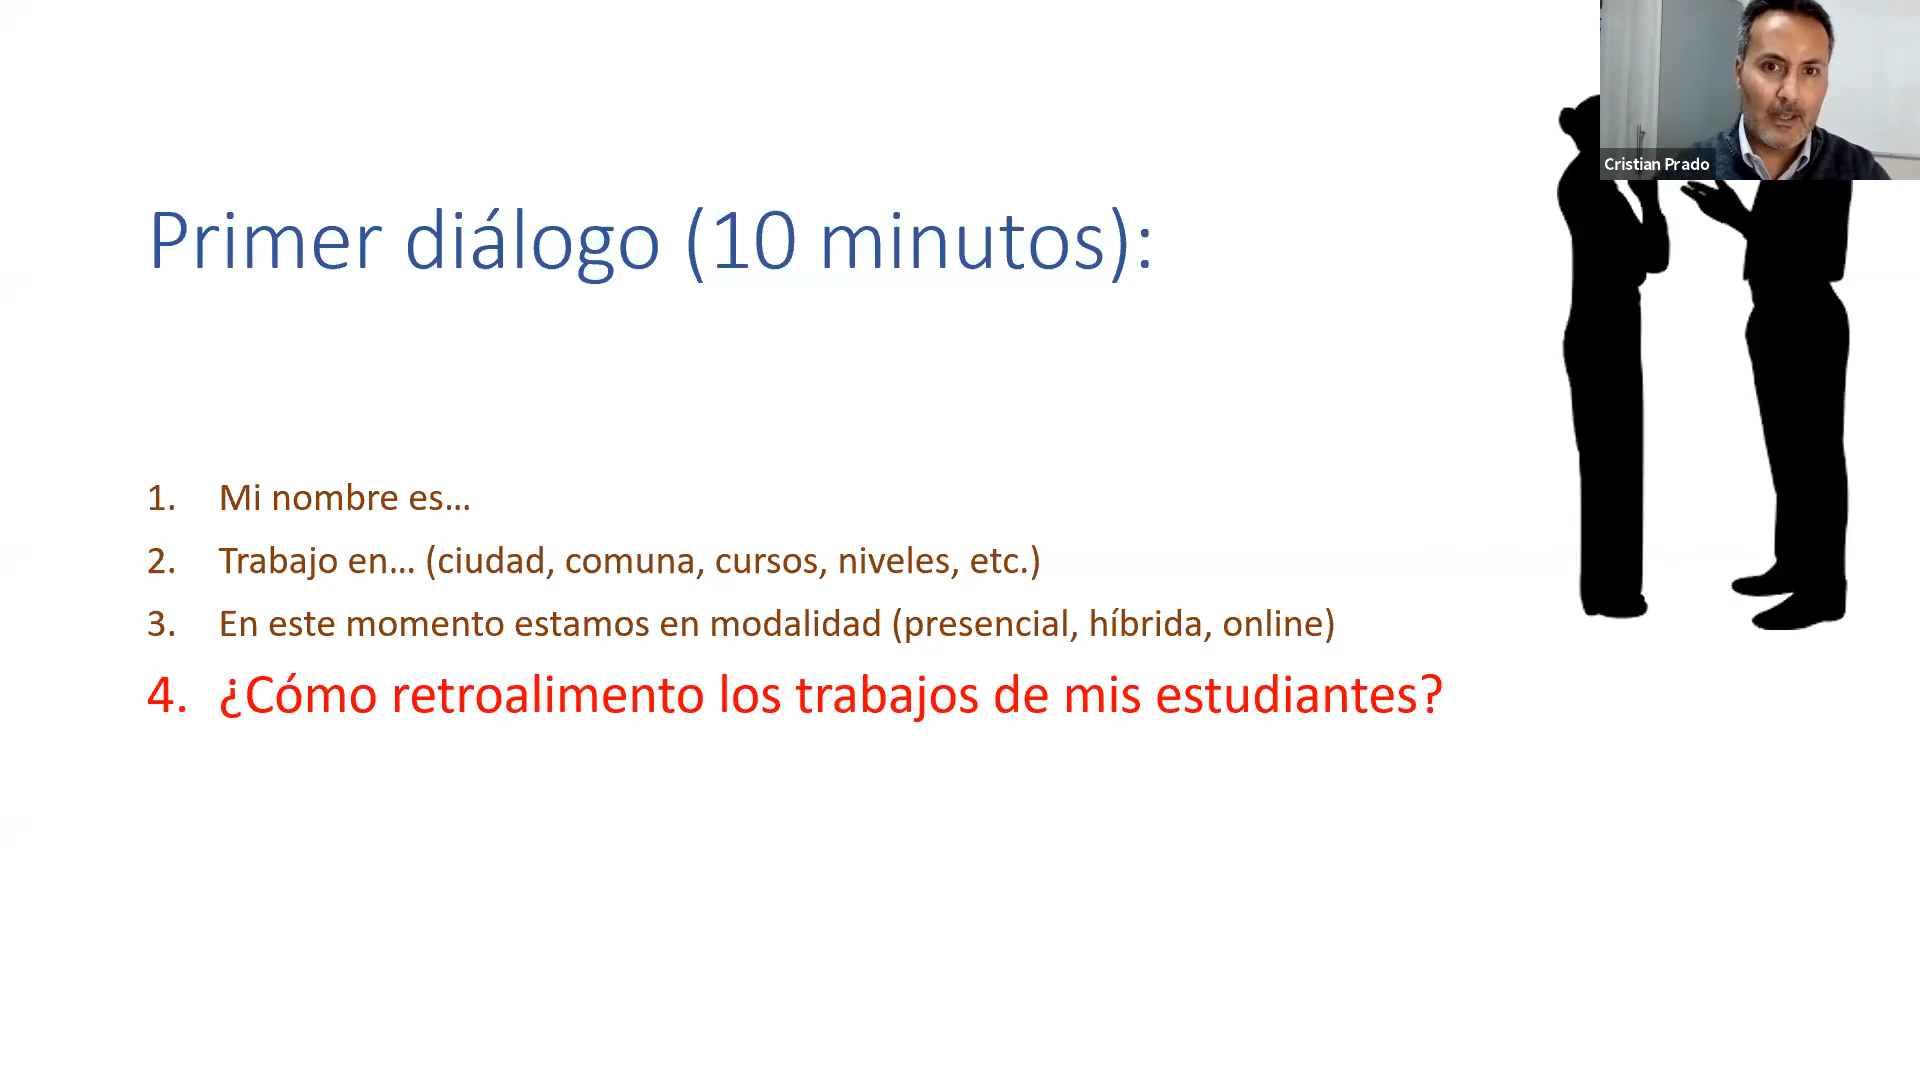 Cristian Prado
Primer diálogo (10 minutos):
1. Mi nombre es...
2. Trabajo en... (ciudad, comuna, cursos, niveles, etc.)
3. En este momento estamos en modalidad (presencial, híbrida, online)
4. ¿Cómo retroalimento los trabajos de mis estudiantes?